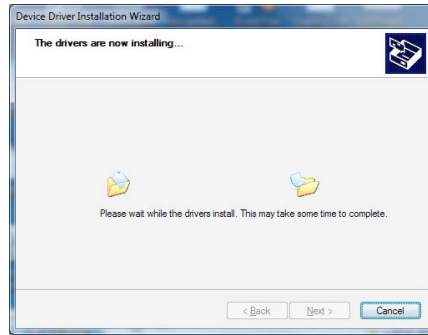 Device Driver Installation Wizard
The drivers are now installing...
Please wait while the drivers install. This may take some time to complete.
< Back
Next >
Cancel